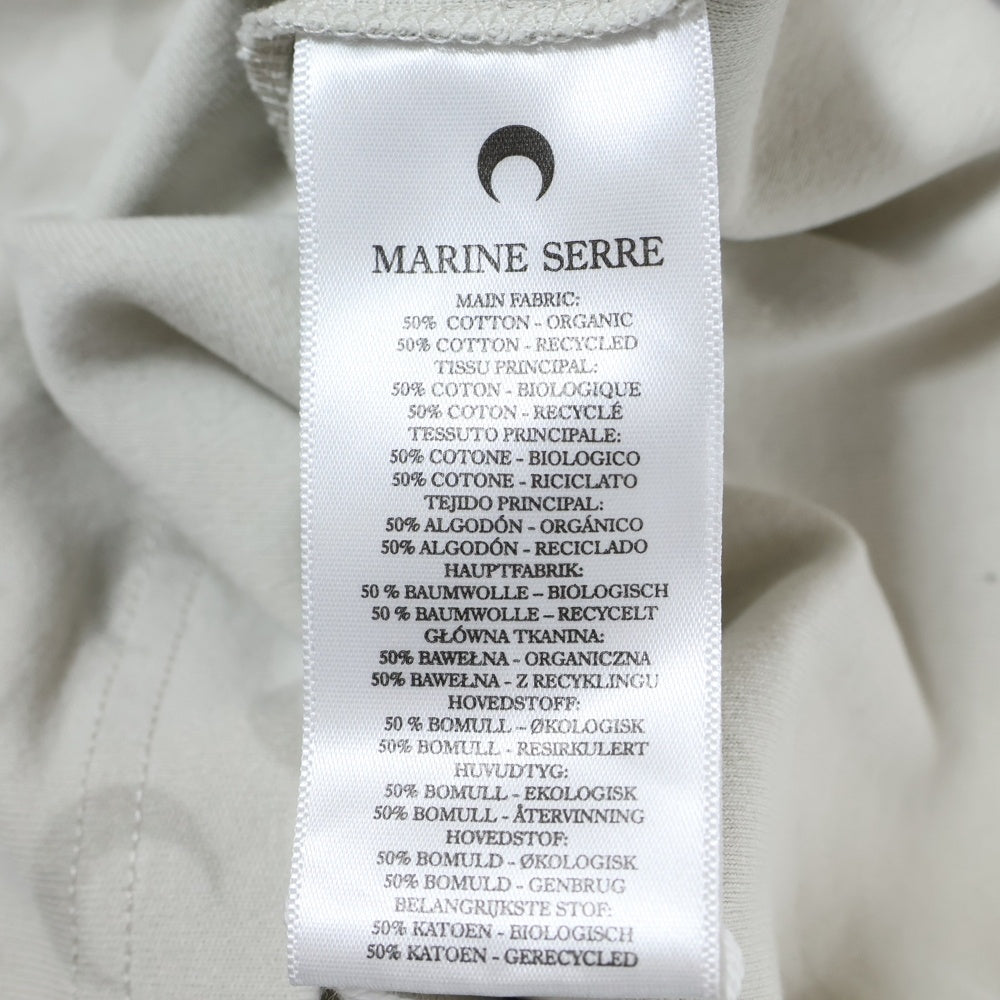 MARINE SERRE
MAIN FABRIC:
50% COTTON - ORGANIC
50% COTTON - RECYCLED
TISSU PRINCIPAL:
50% COTON - BIOLOGIQUE
50% COTON - RECYCLÉ
TESSUTO PRINCIPALE:
50% COTONE - BIOLOGICO
50% COTONE - RICICLATO
TEJIDO PRINCIPAL:
50% ALGODÓN - ORGÁNICO
50% ALGODÓN - RECICLADO
HAUPTFABRIK:
50 % BAUMWOLLE – BIOLOGISCH
50 % BAUMWOLLE – RECYCELT
GŁÓWNA TKANINA:
50% BAWEŁNA - ORGANICZNA
50% BAWEŁNA - Z RECYKLINGU
HOVEDSTOFF:
50 % BOMULL – ØKOLOGISK
50% BOMULL - RESIRKULERT
HUVUDTYG:
50% BOMULL - EKOLOGISK
50% BOMULL - ÅTERVINNING
HOVEDSTOF:
50% BOMULD - ØKOLOGISK
50% BOMULD - GENBRUG
BELANGRIJKSTE STOF:
50% KATOEN - BIOLOGISCH
50% KATOEN - GERECYCLED